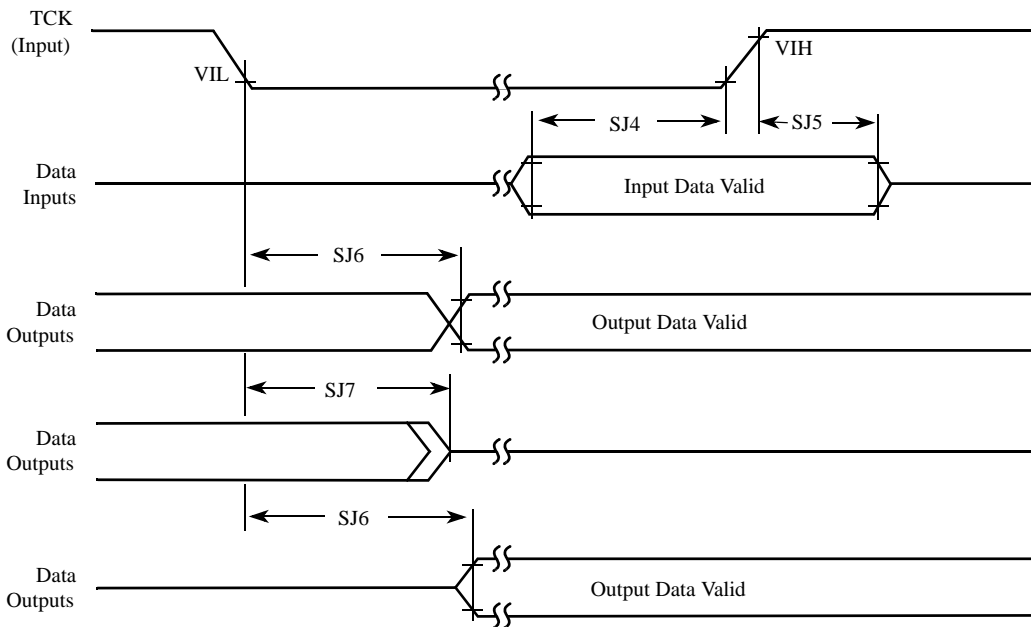 TCK
(Input)
VIL
VIH
SJ4
SJ5
Data
Inputs
Input Data Valid
SJ6
Data
Outputs
Output Data Valid
SJ7
Data
Outputs
SJ6
Data
Outputs
Output Data Valid